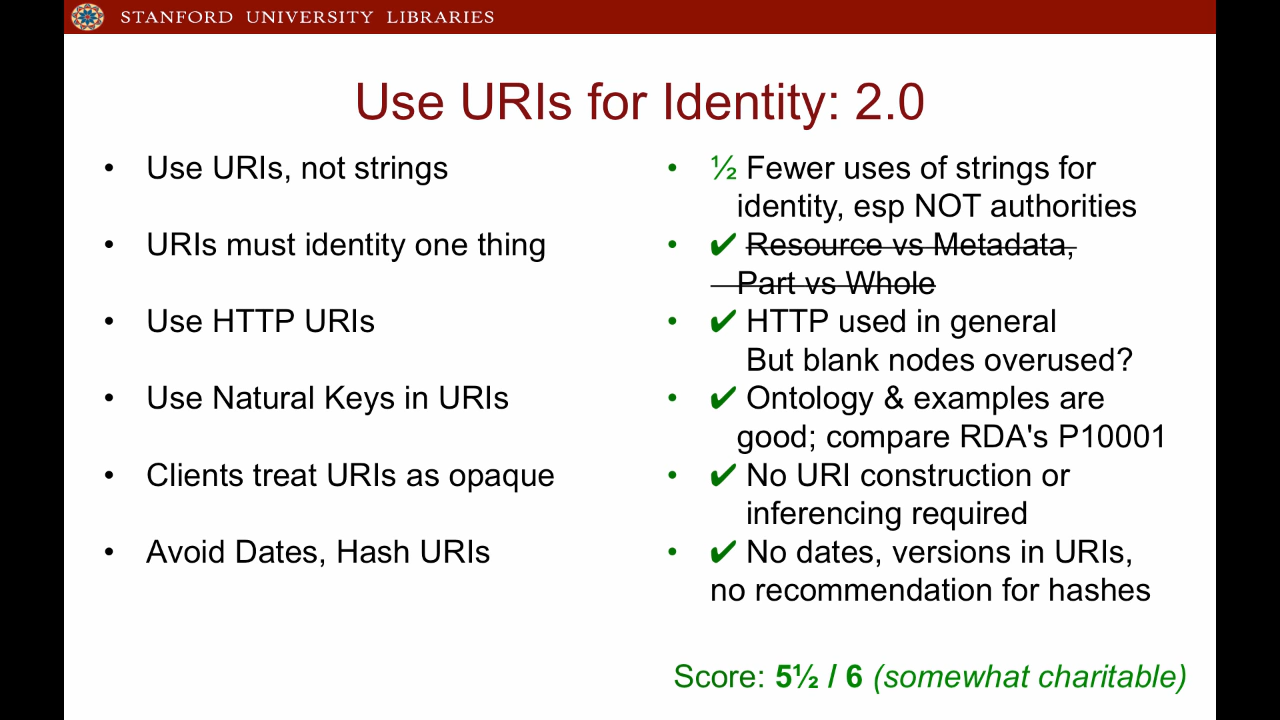 STANFORD UNIVERSITY LIBRARIES
Use URIs for Identity: 2.0
• Use URIs, not strings
• URIs must identity one thing
• Use HTTP URIs
• Use Natural Keys in URIs
• Clients treat URIs as opaque
• Avoid Dates, Hash URIs
• ½ Fewer uses of strings for
identity, esp NOT authorities
• ✔ Resource vs Metadata,
Part vs Whole
• ✔ HTTP used in general
But blank nodes overused?
• ✔ Ontology & examples are
good; compare RDA's P10001
• ✔ No URI construction or
inferencing required
• ✔ No dates, versions in URIs,
no recommendation for hashes
Score: 5½ / 6 (somewhat charitable)